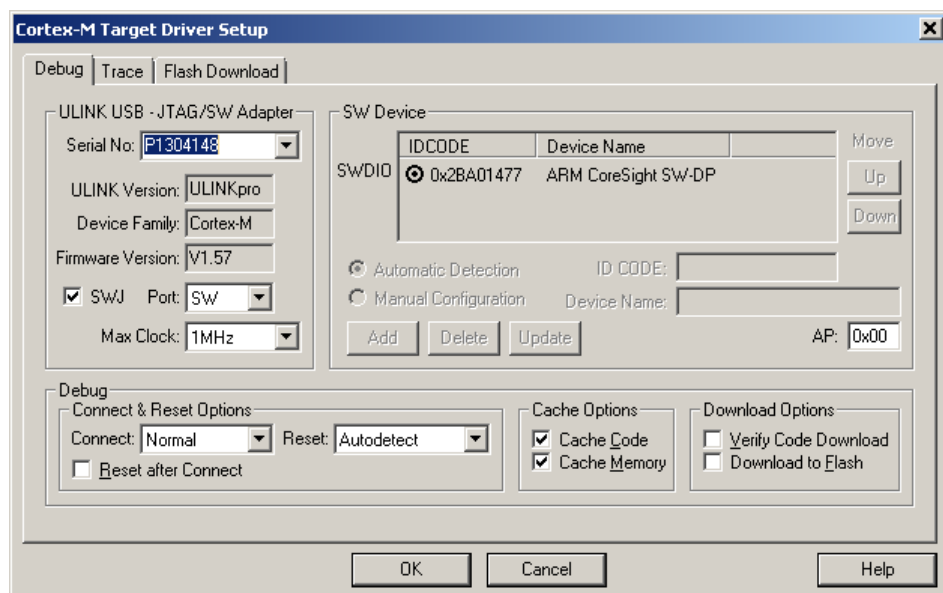 Cortex-M Target Driver Setup
Debug Trace Flash Download
ULINK USB - JTAG/SW Adapter
Serial No: P1304148
ULINK Version: ULINKpro
Device Family: Cortex-M
Firmware Version: V1.57
SWJ Port: SW
Max Clock: 1MHz
SW Device
IDCODE Device Name
SWDIO 0x2BA01477 ARM CoreSight SW-DP
Move
Up
Down
Automatic Detection ID CODE:
Manual Configuration Device Name:
Add Delete Update AP: 0x00
Debug
Connect & Reset Options
Connect: Normal Reset: Autodetect
Reset after Connect
Cache Options
Cache Code
Cache Memory
Download Options
Verify Code Download
Download to Flash
OK Cancel Help